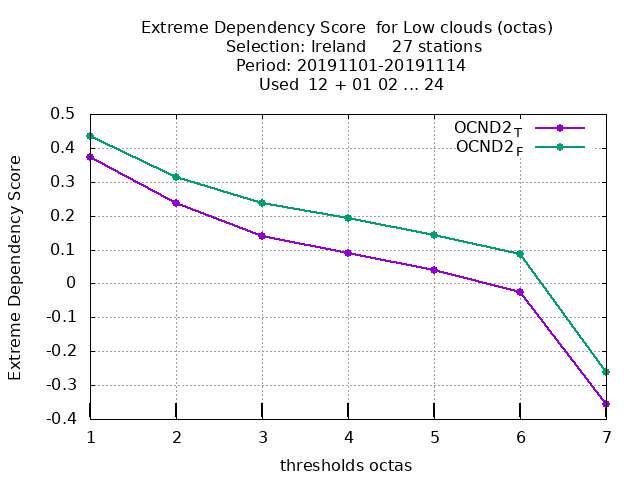 Extreme Dependency Score  for Low clouds (octas)
Selection: Ireland     27 stations
Period: 20191101-20191114
Used  12 + 01 02 ... 24
Extreme Dependency Score
0.5
0.4
0.3
0.2
0.1
0
-0.1
-0.2
-0.3
-0.4
OCND2T
OCND2F
1 2 3 4 5 6 7
thresholds octas